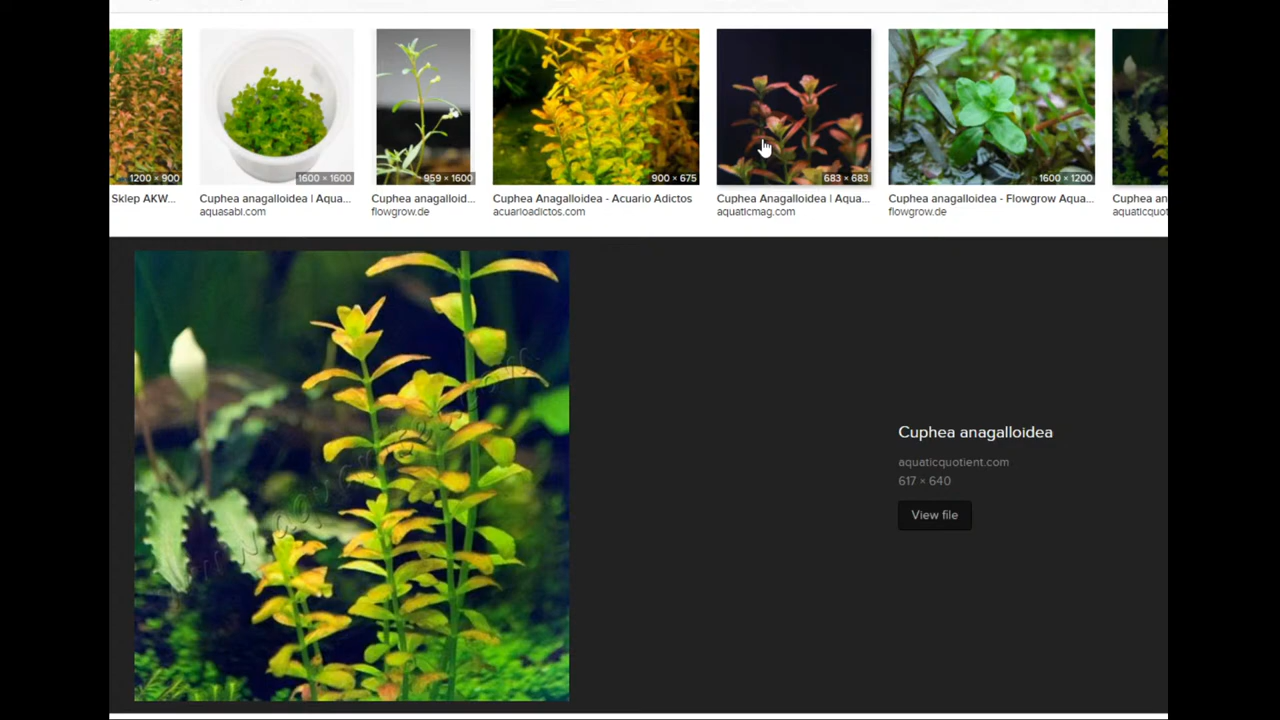 1200 × 900
1600 × 1600
959 × 1600
900 × 675
683 × 683
1600 × 1200
Sklep AKW...
Cuphea anagalloidea | Aqua...
Cuphea anagalloid...
Cuphea Anagalloidea - Acuario Adictos
Cuphea Anagalloidea | Aqua...
Cuphea anagalloidea - Flowgrow Aqua...
Cuphea an
aquasabi.com
flowgrow.de
acuarioadictos.com
aquaticmag.com
flowgrow.de
aquaticquot
Cuphea anagalloidea
aquaticquotient.com
617 × 640
View file